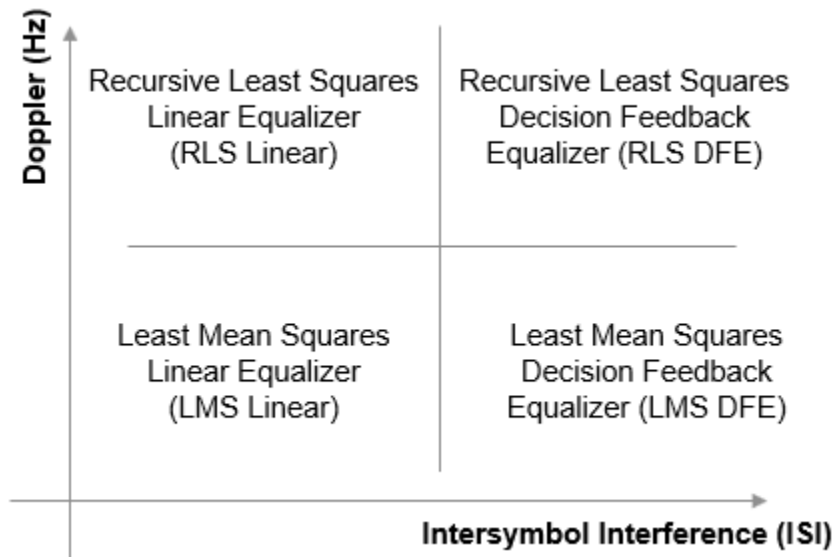 Doppler (Hz)
Recursive Least Squares
Linear Equalizer
(RLS Linear)
Recursive Least Squares
Decision Feedback
Equalizer (RLS DFE)
Least Mean Squares
Linear Equalizer
(LMS Linear)
Least Mean Squares
Decision Feedback
Equalizer (LMS DFE)
Intersymbol Interference (ISI)